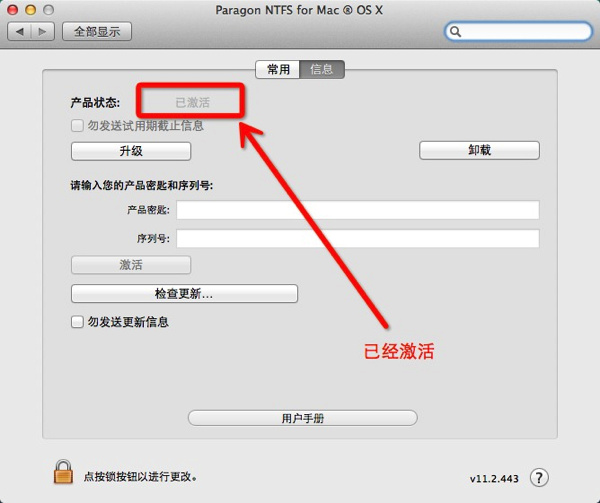 Paragon NTFS for Mac ® OS X
全部显示
常用 信息
产品状态: 已激活
勿发送试用期截止信息
升级 卸载
请输入您的产品密匙和序列号:
产品密匙:
序列号:
激活
检查更新...
勿发送更新信息
已经激活
用户手册
点按锁按钮以进行更改。
v11.2.443 ?